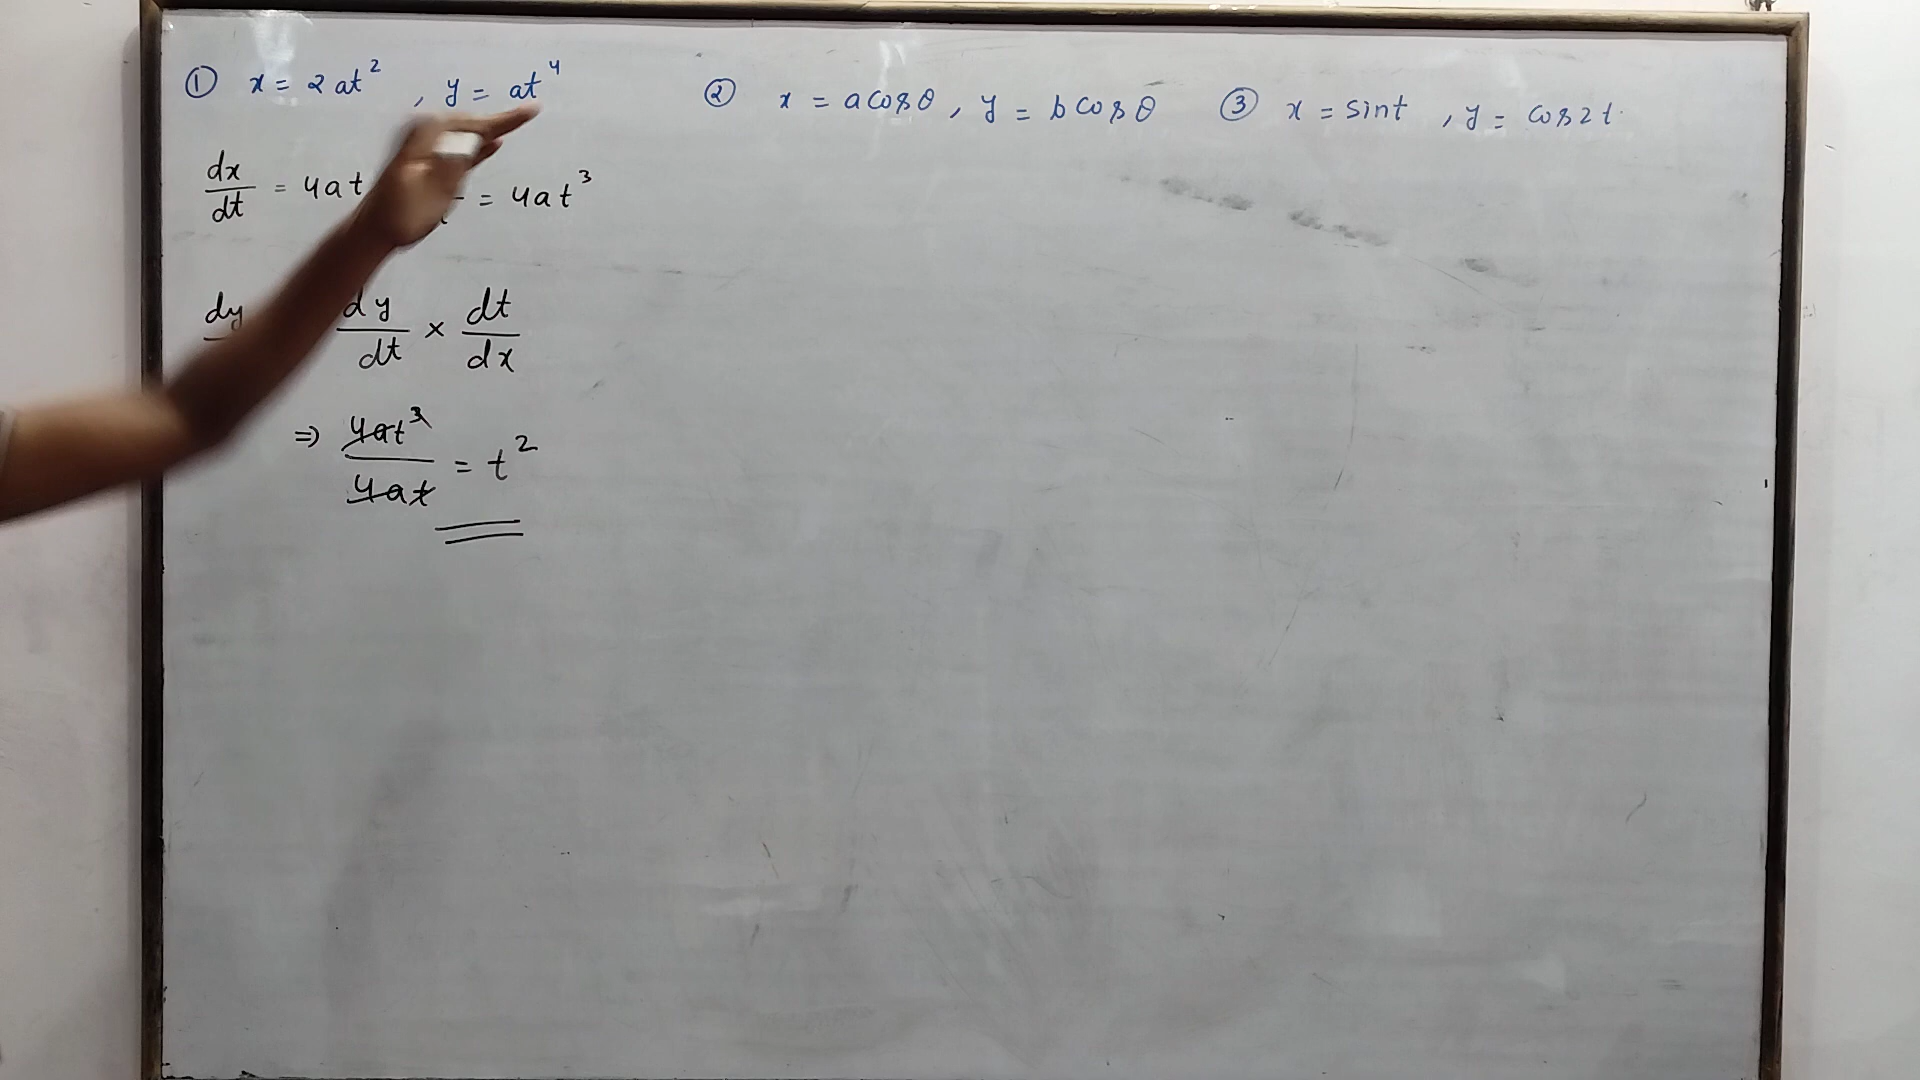 ① x = 2at² , y = at⁴
dx/dt = 4at = 4at³
dy dy/dt × dt/dx
⇒ 4at³/4at = t²
② x = a cos θ , y = b cos θ
③ x = sin t , y = cos 2t.